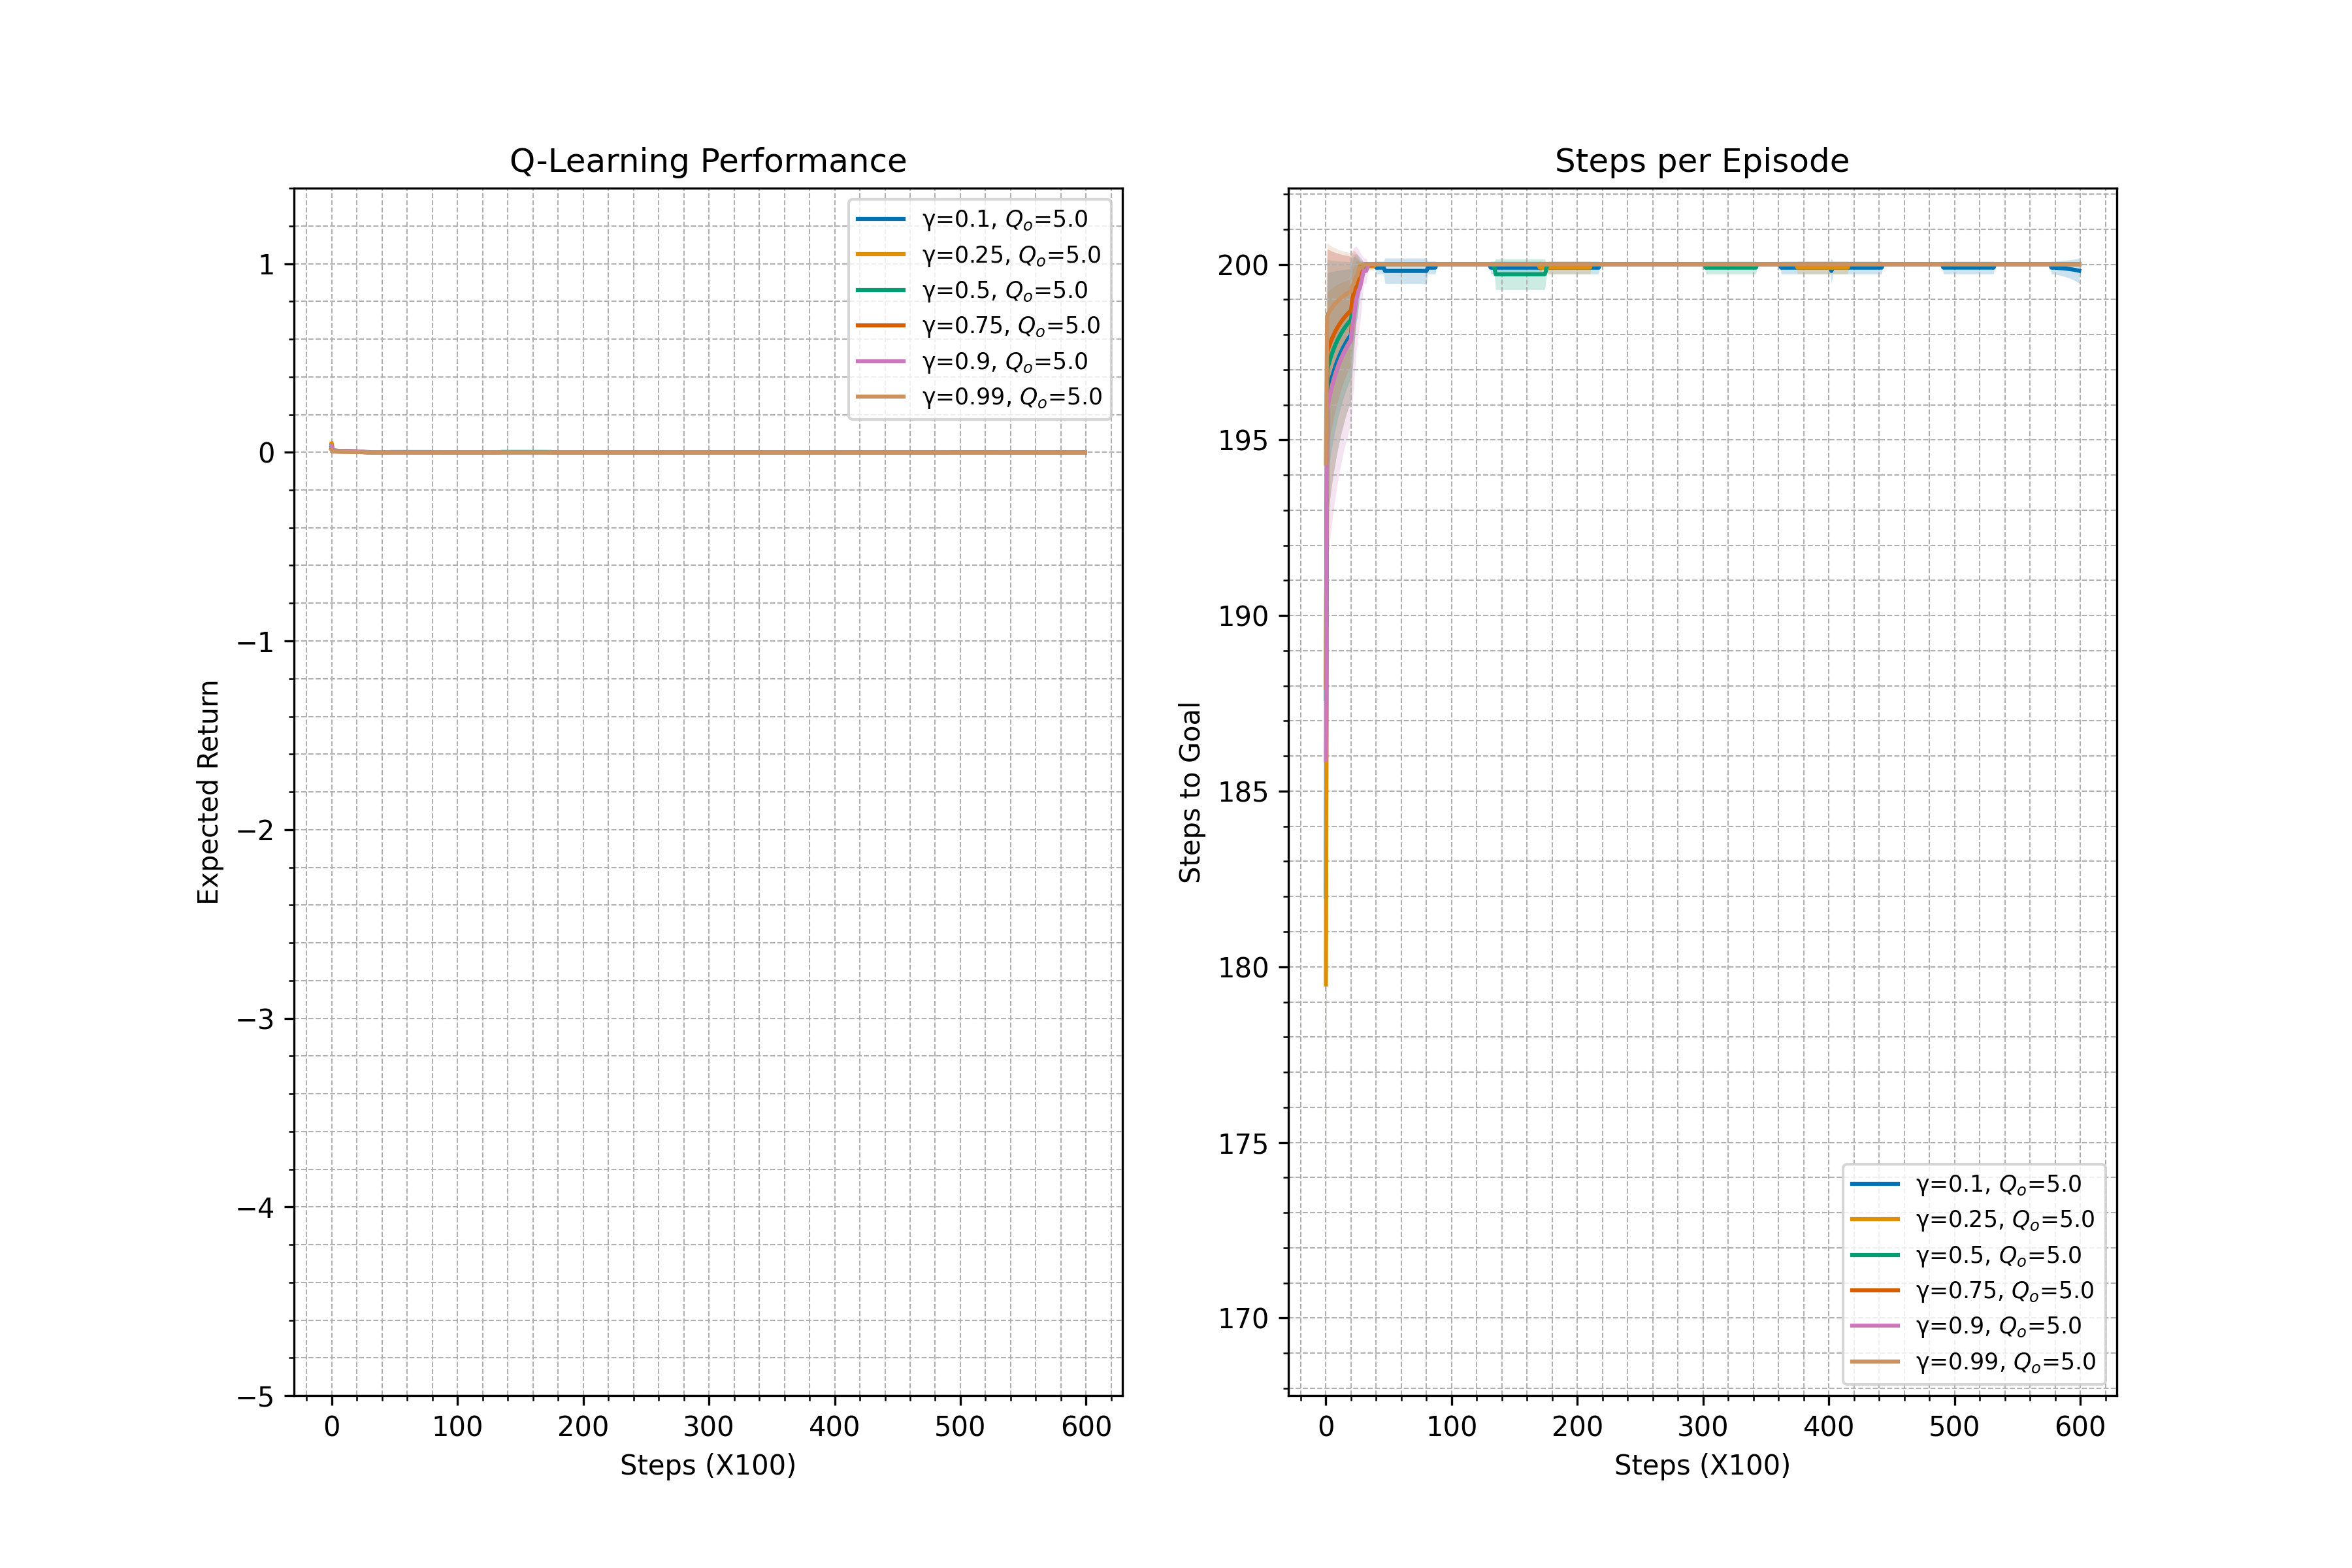 Q-Learning Performance
1
0
−1
−2
−3
−4
−5
Expected Return
0 100 200 300 400 500 600
Steps (X100)
γ=0.1, Qₒ=5.0
γ=0.25, Qₒ=5.0
γ=0.5, Qₒ=5.0
γ=0.75, Qₒ=5.0
γ=0.9, Qₒ=5.0
γ=0.99, Qₒ=5.0
Steps per Episode
200
195
190
185
180
175
170
Steps to Goal
0 100 200 300 400 500 600
Steps (X100)
γ=0.1, Qₒ=5.0
γ=0.25, Qₒ=5.0
γ=0.5, Qₒ=5.0
γ=0.75, Qₒ=5.0
γ=0.9, Qₒ=5.0
γ=0.99, Qₒ=5.0